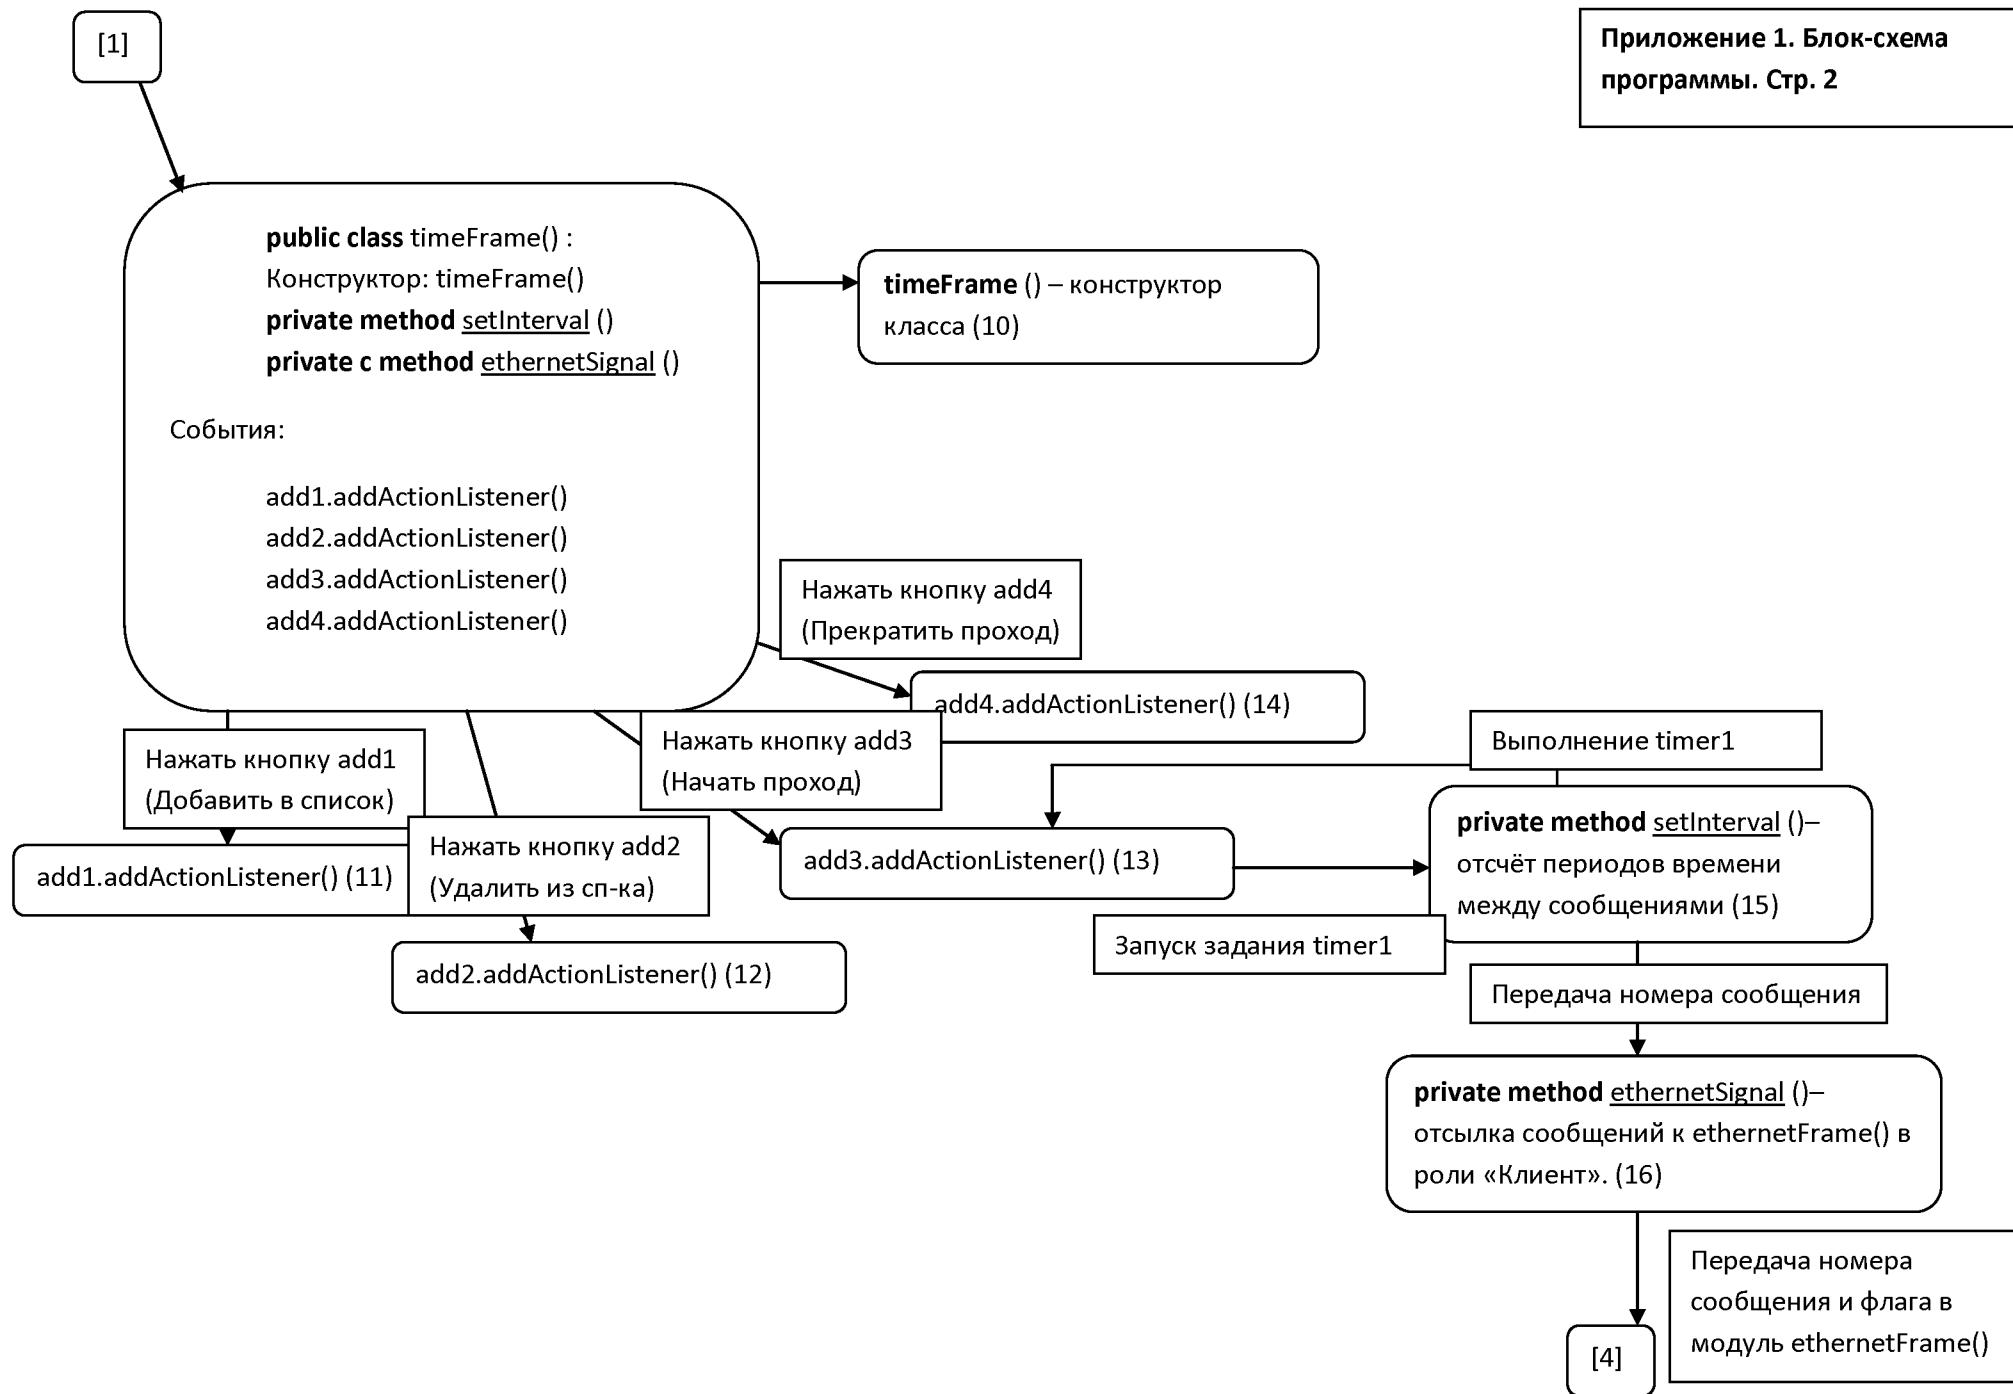 [1]
Приложение 1. Блок-схема
программы. Стр. 2
public class timeFrame() :
Конструктор: timeFrame()
private method setInterval ()
private c method ethernetSignal ()
События:
add1.addActionListener()
add2.addActionListener()
add3.addActionListener()
add4.addActionListener()
timeFrame () – конструктор
класса (10)
Нажать кнопку add4
(Прекратить проход)
add4.addActionListener() (14)
Нажать кнопку add3
(Начать проход)
Выполнение timer1
Нажать кнопку add1
(Добавить в список)
add1.addActionListener() (11)
Нажать кнопку add2
(Удалить из сп-ка)
add3.addActionListener() (13)
private method setInterval ()–
отсчёт периодов времени
между сообщениями (15)
Запуск задания timer1
add2.addActionListener() (12)
Передача номера сообщения
private method ethernetSignal ()–
отсылка сообщений к ethernetFrame() в
роли «Клиент». (16)
Передача номера
сообщения и флага в
модуль ethernetFrame()
[4]